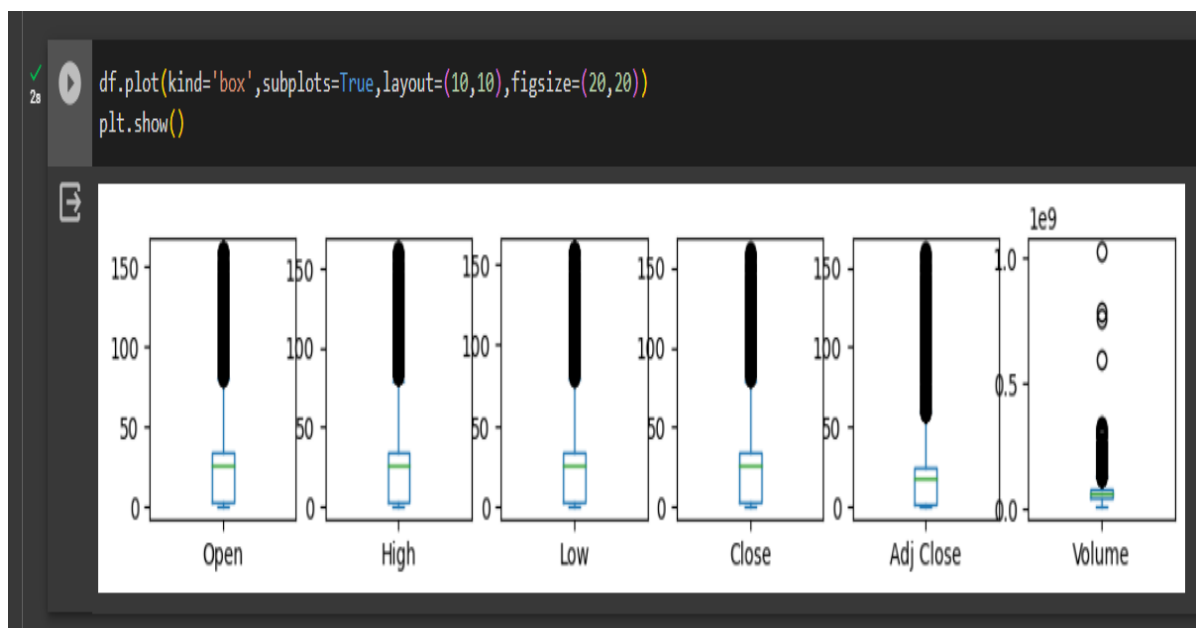 df.plot(kind='box',subplots=True,layout=(10,10),figsize=(20,20))
2s
plt.show()
1e9
150 150 150 150 150 1.0
100 100 100 100 100
50 50 50 50 50 0.5
0 0 0 0 0 0.0
Open High Low Close Adj Close Volume